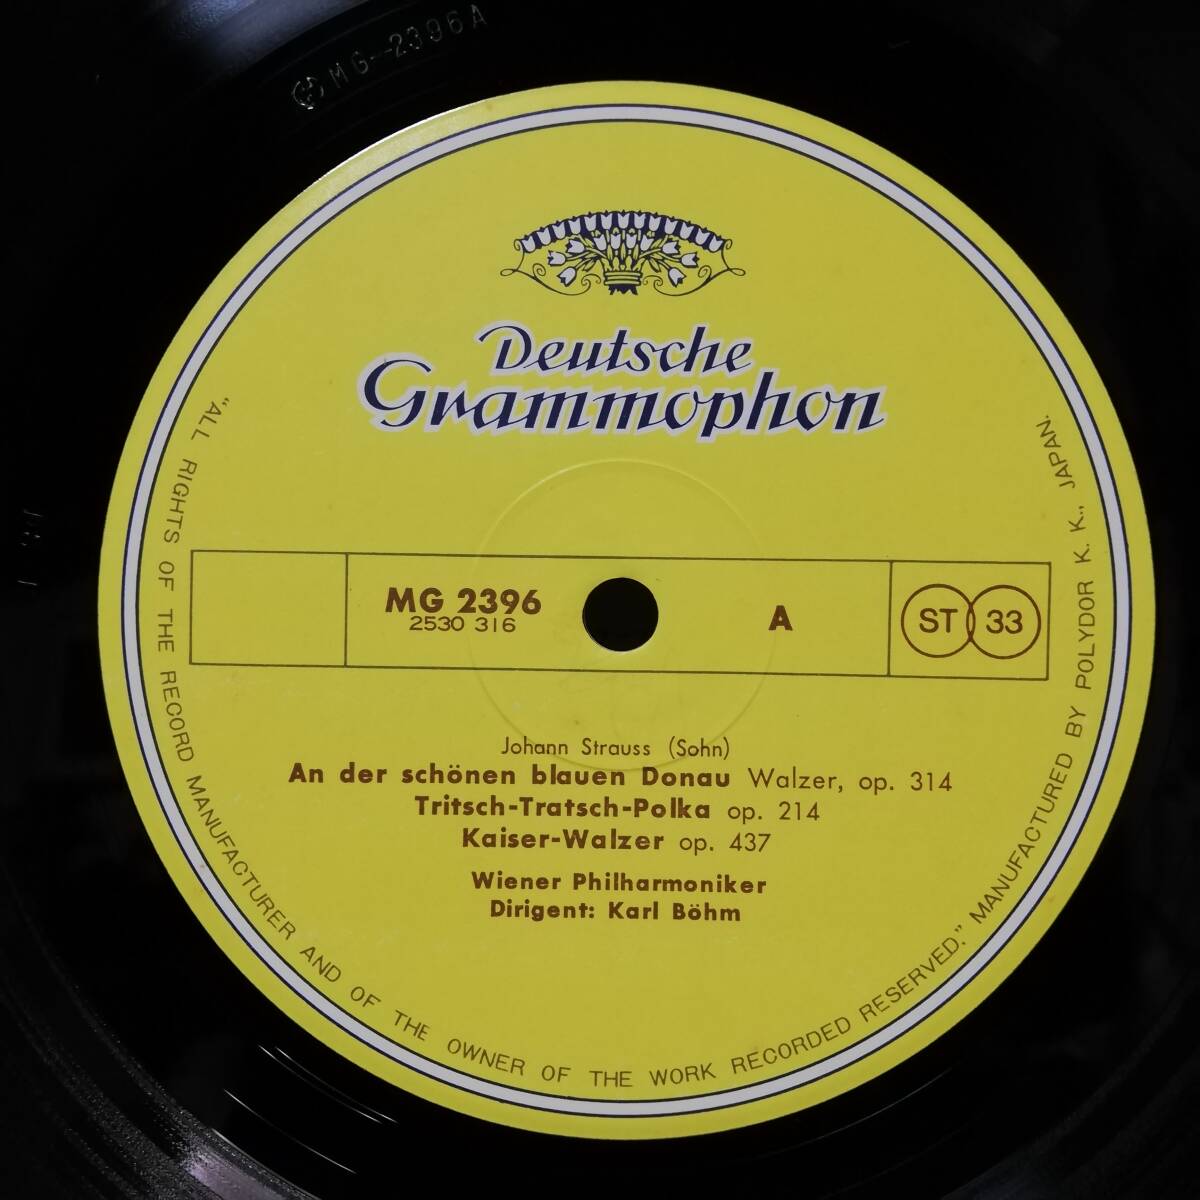 MG-2396A
Deutsche
Grammophon
MG 2396
2530 316
A
ST 33
Johann Strauss (Sohn)
An der schönen blauen Donau Walzer, op. 314
Tritsch-Tratsch-Polka op. 214
Kaiser-Walzer op. 437
Wiener Philharmoniker
Dirigent: Karl Böhm
"ALL RIGHTS OF THE RECORD MANUFACTURER AND OF THE OWNER OF THE WORK RECORDED RESERVED." MANUFACTURED BY POLYDOR K. K., JAPAN.